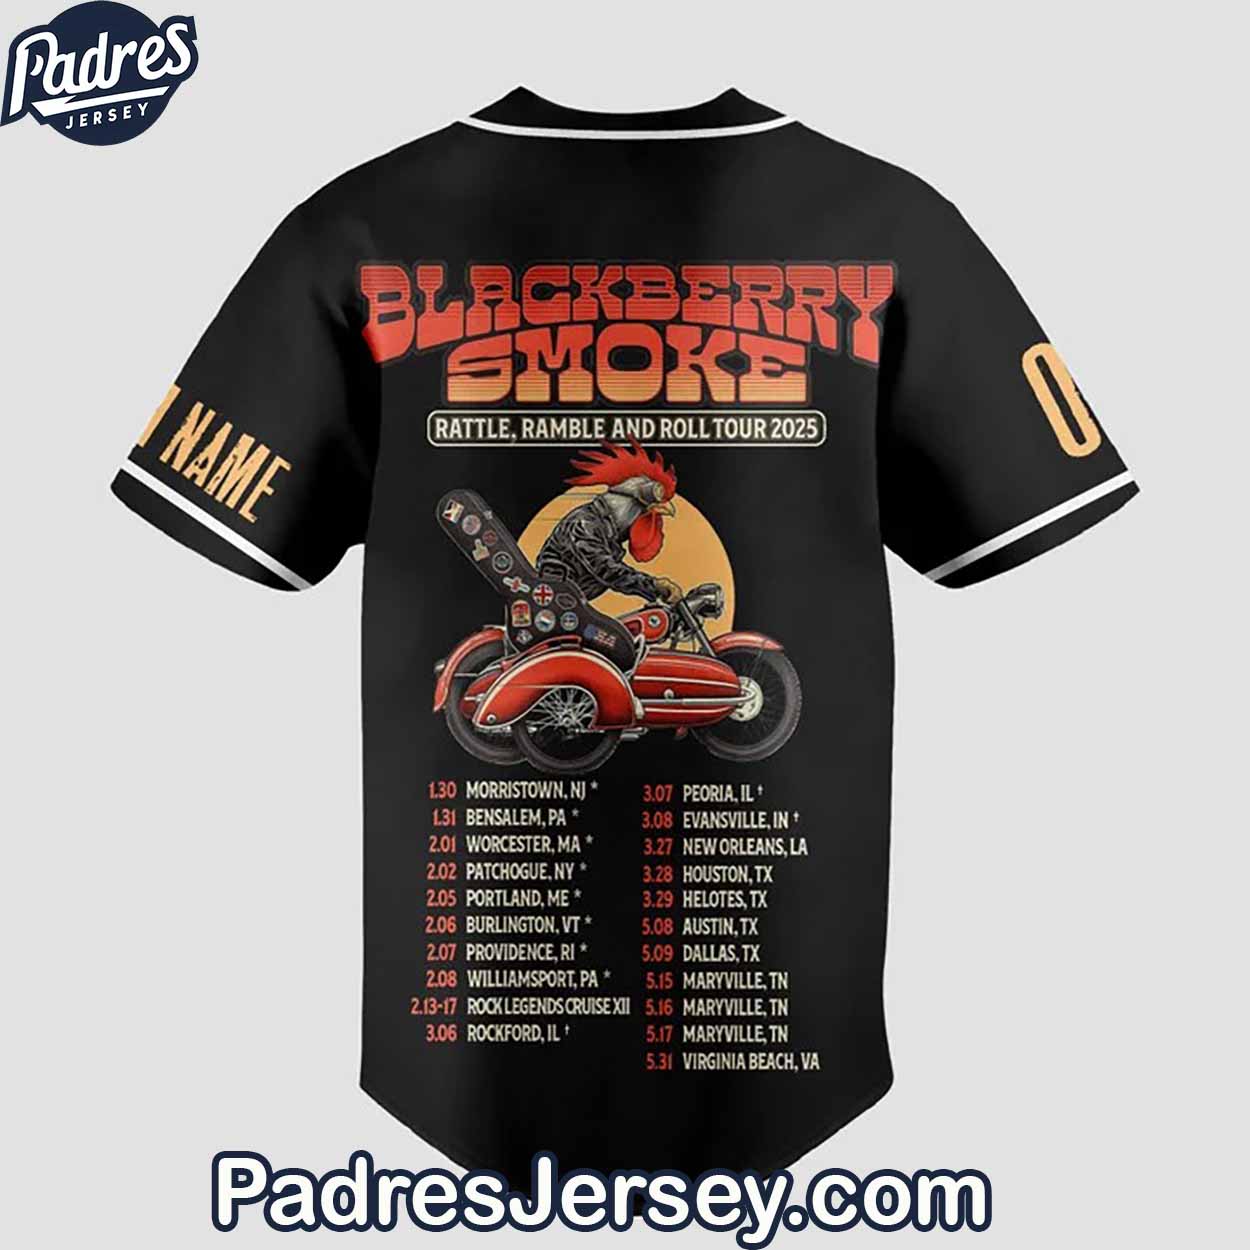 Padres
JERSEY
BLACKBERRY
SMOKE
RATTLE, RAMBLE AND ROLL TOUR 2025
NAME
1.30 MORRISTOWN, NJ *
1.31 BENSALEM, PA *
2.01 WORCESTER, MA *
2.02 PATCHOGUE, NY *
2.05 PORTLAND, ME *
2.06 BURLINGTON, VT *
2.07 PROVIDENCE, RI *
2.08 WILLIAMSPORT, PA *
2.13-17 ROCK LEGENDS CRUISE XII
3.06 ROCKFORD, IL †
3.07 PEORIA, IL †
3.08 EVANSVILLE, IN †
3.27 NEW ORLEANS, LA
3.28 HOUSTON, TX
3.29 HELOTES, TX
5.08 AUSTIN, TX
5.09 DALLAS, TX
5.15 MARYVILLE, TN
5.16 MARYVILLE, TN
5.17 MARYVILLE, TN
5.31 VIRGINIA BEACH, VA
PadresJersey.com